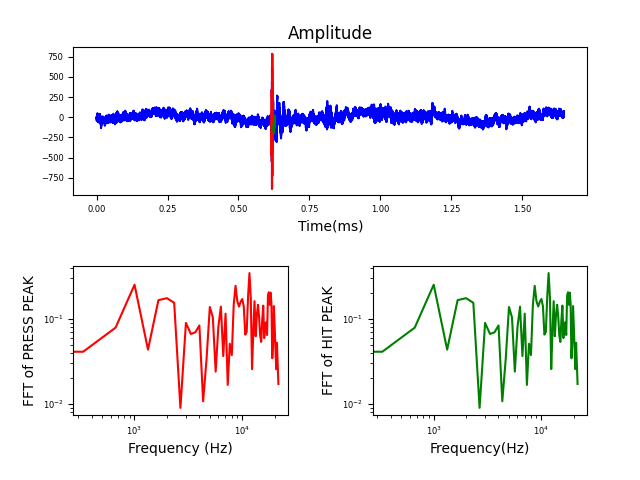 Amplitude
750
500
250
0
−250
−500
−750
0.00 0.25 0.50 0.75 1.00 1.25 1.50
Time(ms)
FFT of PRESS PEAK
10⁻¹
10⁻²
10³ 10⁴
Frequency (Hz)
FFT of HIT PEAK
10⁻¹
10⁻²
10³ 10⁴
Frequency(Hz)